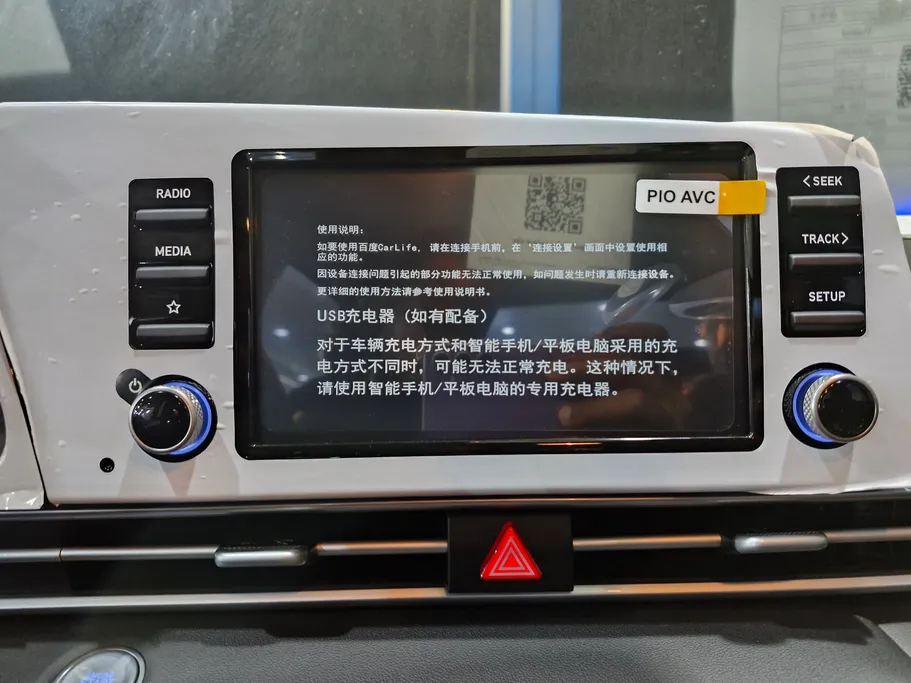 RADIO
MEDIA
PIO AVC
SEEK
TRACK
SETUP
使用说明:
如要使用百度CarLife, 请在连接手机前, 在 '连接设置' 画面中设置使用相
应的功能。
因设备连接问题引起的部分功能无法正常使用, 如问题发生时请重新连接设备。
更详细的使用方法请参考使用说明书。
USB充电器 (如有配备)
对于车辆充电方式和智能手机/平板电脑采用的充
电方式不同时, 可能无法正常充电。这种情况下,
请使用智能手机/平板电脑的专用充电器。